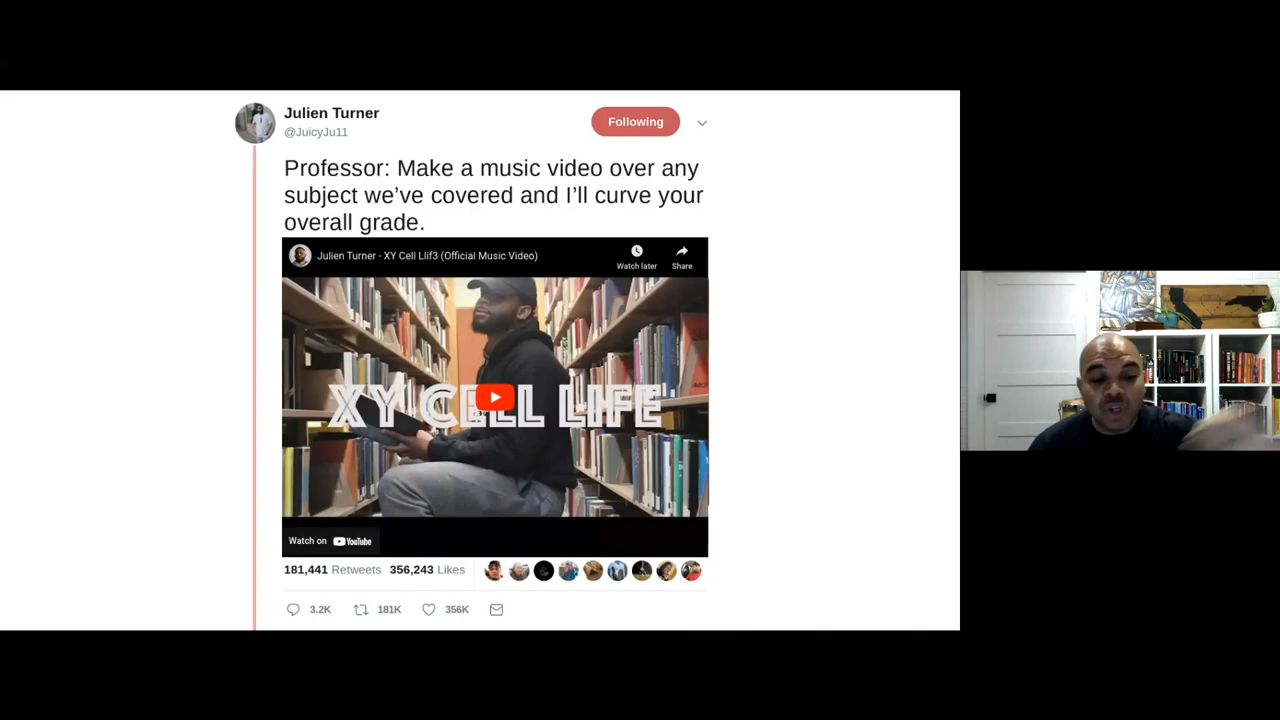 Julien Turner
@JuicyJu11
Following
Professor: Make a music video over any
subject we’ve covered and I’ll curve your
overall grade.
Julien Turner - XY Cell Llif3 (Official Music Video)
Watch later
Share
XY CELL LIFE
Watch on YouTube
181,441 Retweets 356,243 Likes
3.2K 181K 356K